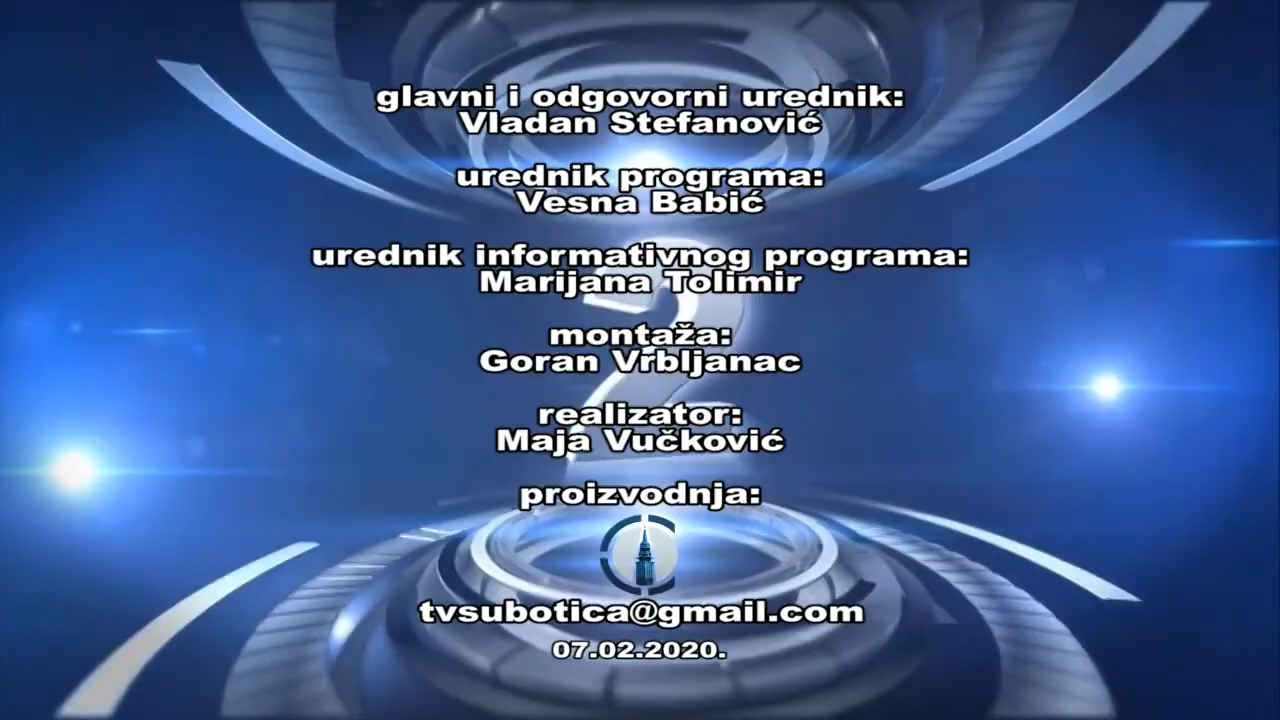 glavni i odgovorni urednik:
Vladan Stefanović
urednik programa:
Vesna Babić
urednik informativnog programa:
Marijana Tolimir
montaža:
Goran Vrbljanac
realizator:
Maja Vučković
proizvodnja:
tvsubotica@gmail.com
07.02.2020.
2